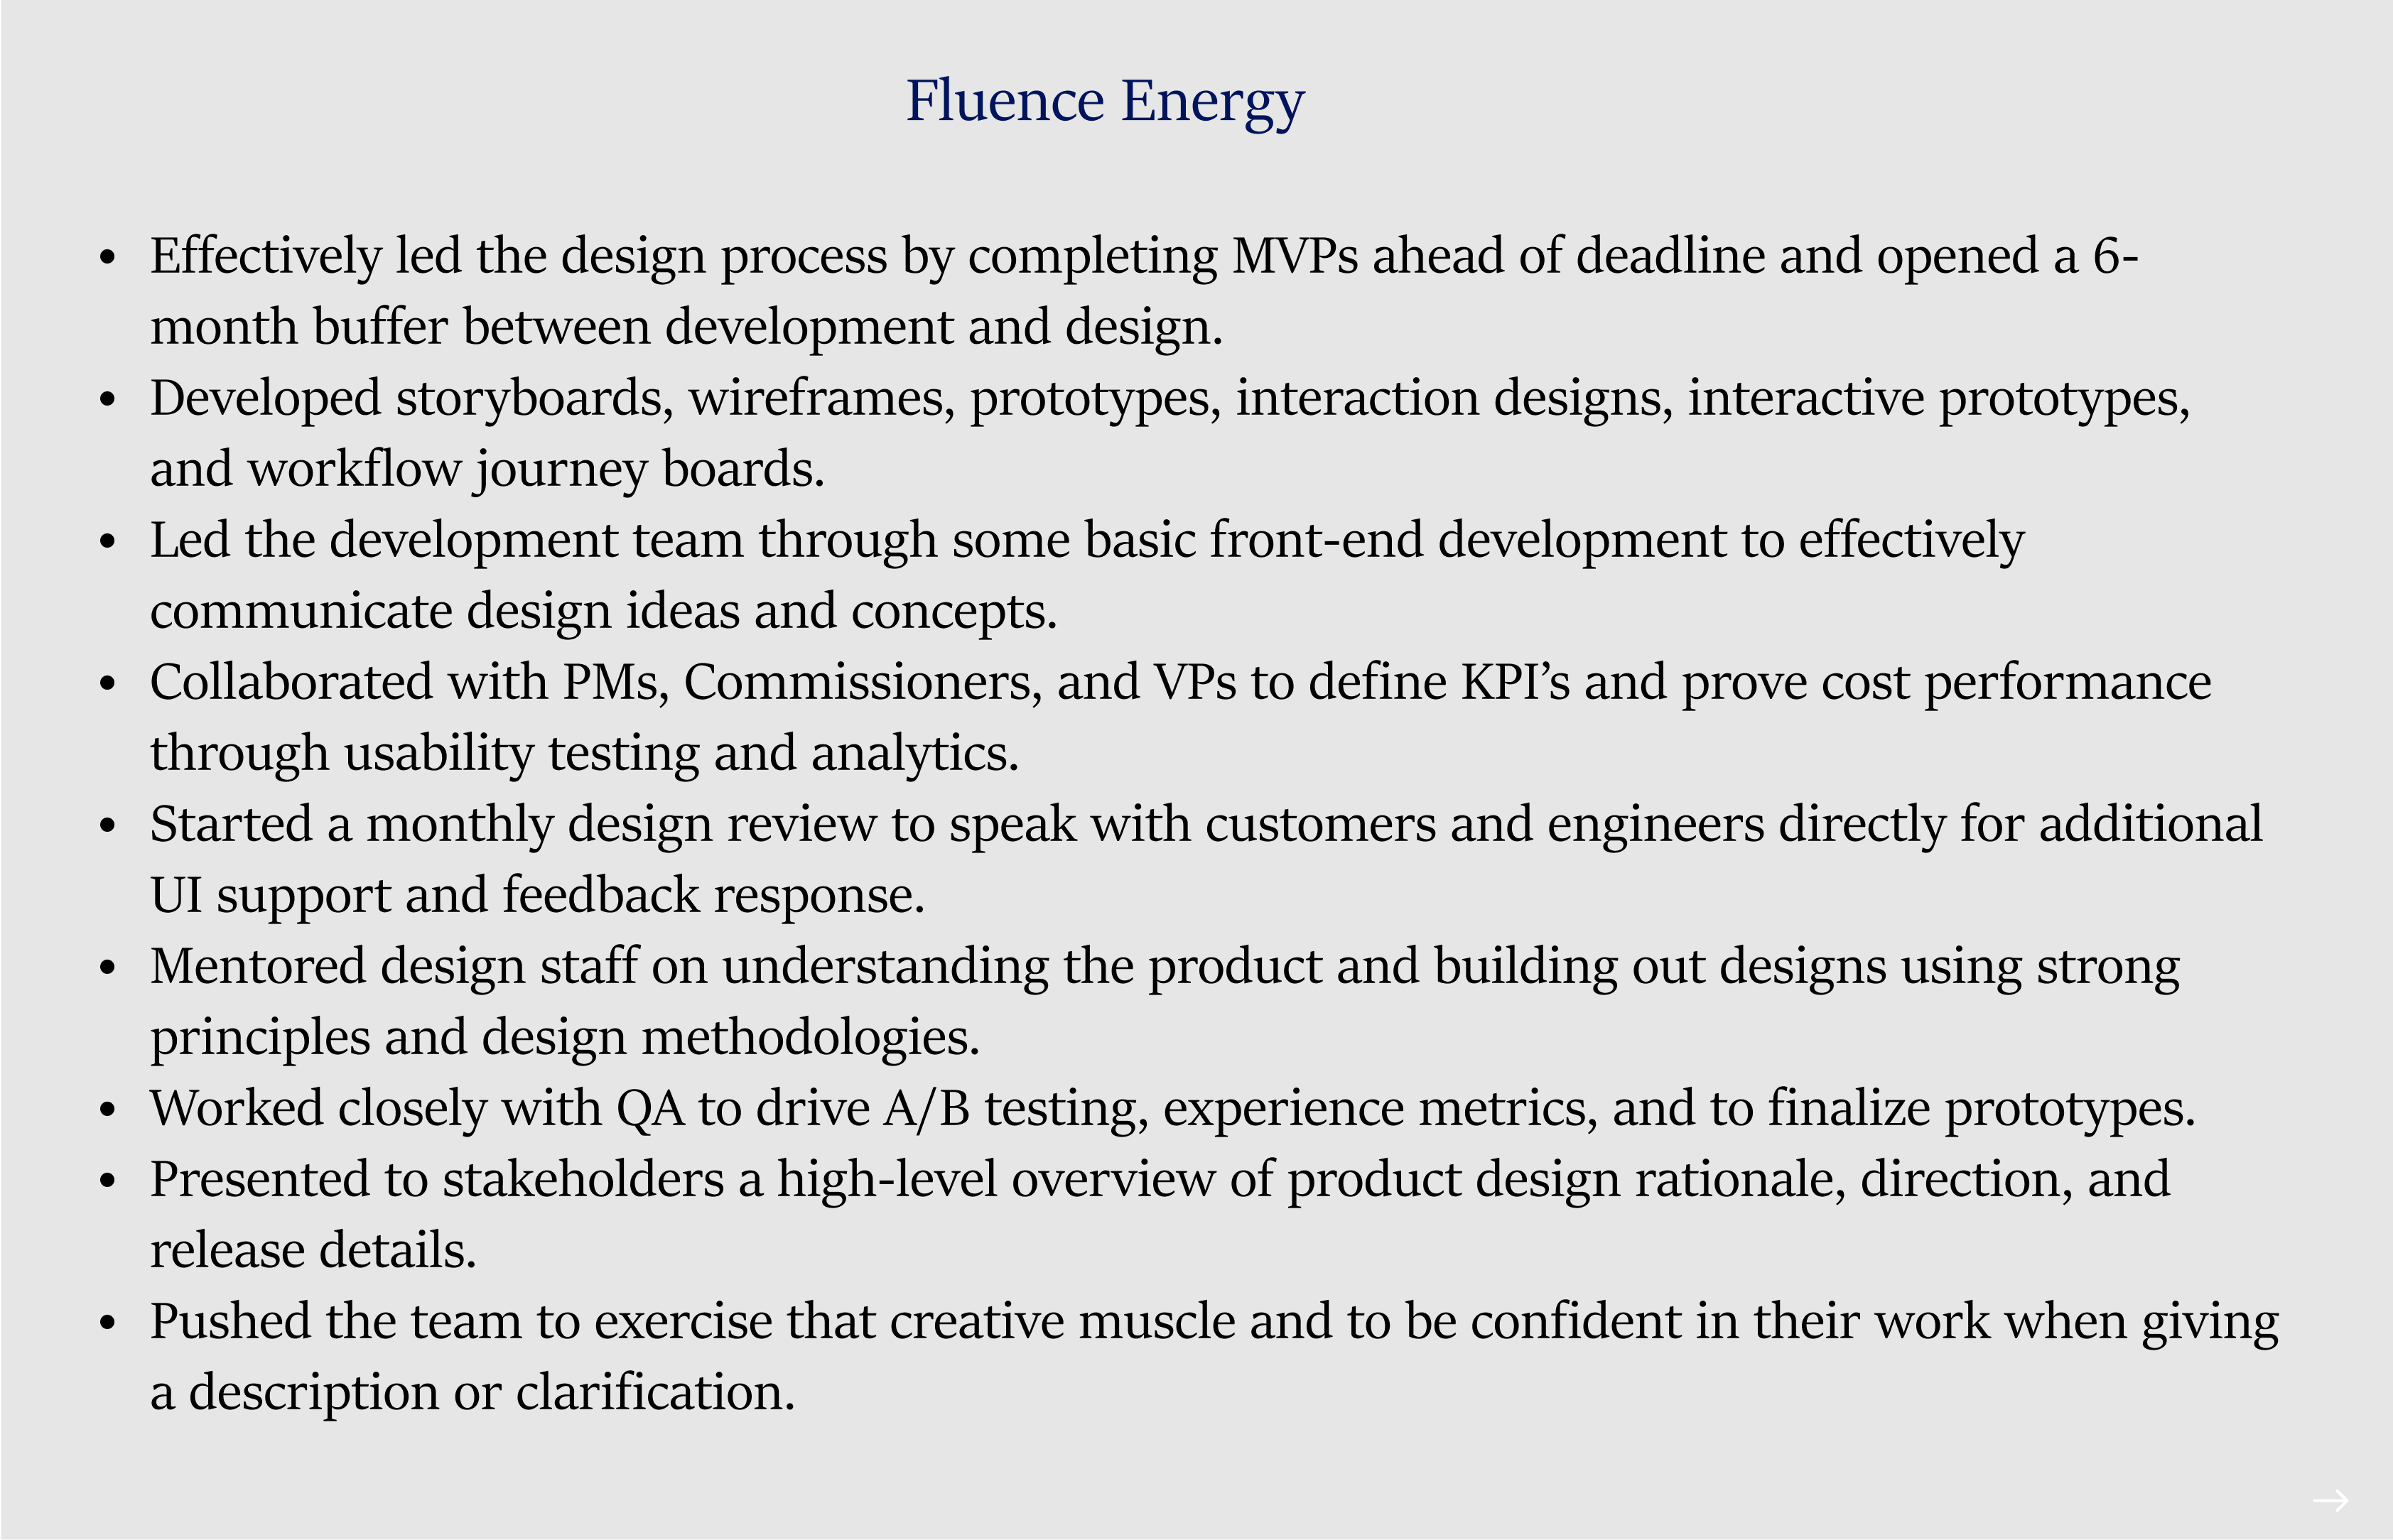 Fluence Energy
• Effectively led the design process by completing MVPs ahead of deadline and opened a 6-
month buffer between development and design.
• Developed storyboards, wireframes, prototypes, interaction designs, interactive prototypes,
and workflow journey boards.
• Led the development team through some basic front-end development to effectively
communicate design ideas and concepts.
• Collaborated with PMs, Commissioners, and VPs to define KPI’s and prove cost performance
through usability testing and analytics.
• Started a monthly design review to speak with customers and engineers directly for additional
UI support and feedback response.
• Mentored design staff on understanding the product and building out designs using strong
principles and design methodologies.
• Worked closely with QA to drive A/B testing, experience metrics, and to finalize prototypes.
• Presented to stakeholders a high-level overview of product design rationale, direction, and
release details.
• Pushed the team to exercise that creative muscle and to be confident in their work when giving
a description or clarification.